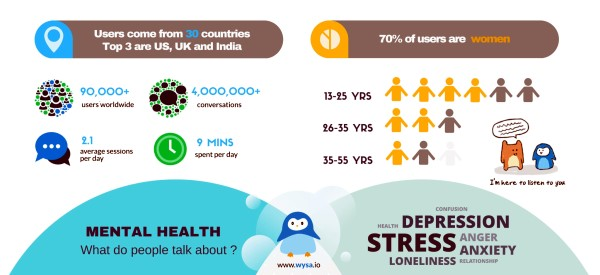 Users come from 30 countries
Top 3 are US, UK and India
70% of users are women
90,000+
users worldwide
4,000,000+
conversations
2.1
average sessions
per day
9 MINS
spent per day
13-25 YRS
26-35 YRS
35-55 YRS
I'm here to listen to you
MENTAL HEALTH
What do people talk about ?
www.wysa.io
CONFUSION
HEALTH DEPRESSION
STRESS ANGER
ANXIETY
LONELINESS RELATIONSHIP